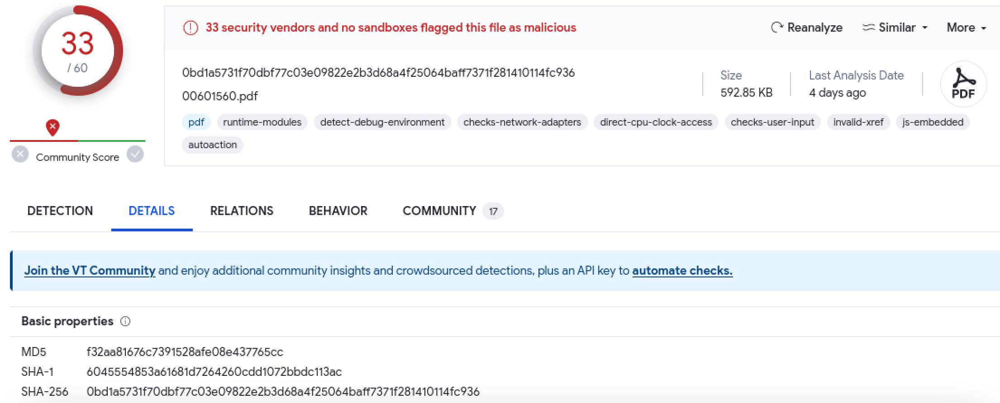 33
/ 60
Community Score
33 security vendors and no sandboxes flagged this file as malicious
Reanalyze Similar More
0bd1a5731f70dbf77c03e09822e2b3d68a4f25064baff7371f281410114fc936
00601560.pdf
Size
592.85 KB
Last Analysis Date
4 days ago
PDF
pdf runtime-modules detect-debug-environment checks-network-adapters direct-cpu-clock-access checks-user-input invalid-xref js-embedded
autoaction
DETECTION DETAILS RELATIONS BEHAVIOR COMMUNITY 17
Join the VT Community and enjoy additional community insights and crowdsourced detections, plus an API key to automate checks.
Basic properties
MD5 f32aa81676c7391528afe08e437765cc
SHA-1 6045554853a61681d7264260cdd1072bbdc113ac
SHA-256 0bd1a5731f70dbf77c03e09822e2b3d68a4f25064baff7371f281410114fc936